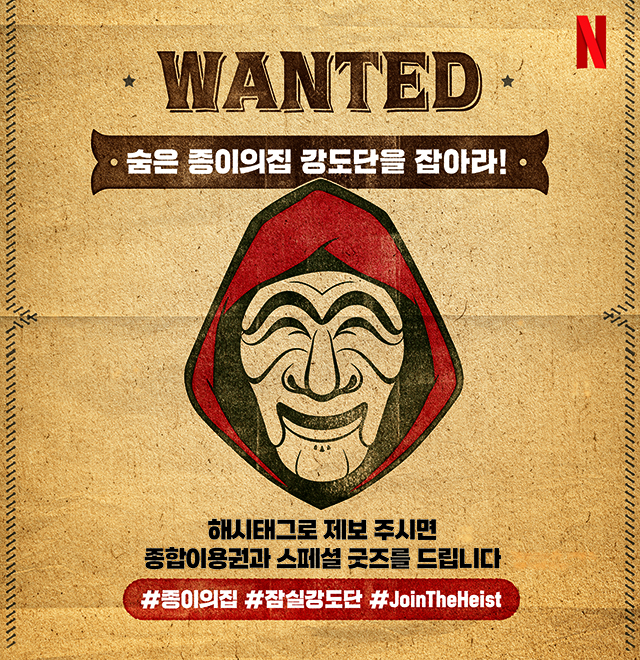 WANTED
숨은 종이의집 강도단을 잡아라!
해시태그로 제보 주시면
종합이용권과 스페셜 굿즈를 드립니다
#종이의집 #잠실강도단 #JoinTheHeist